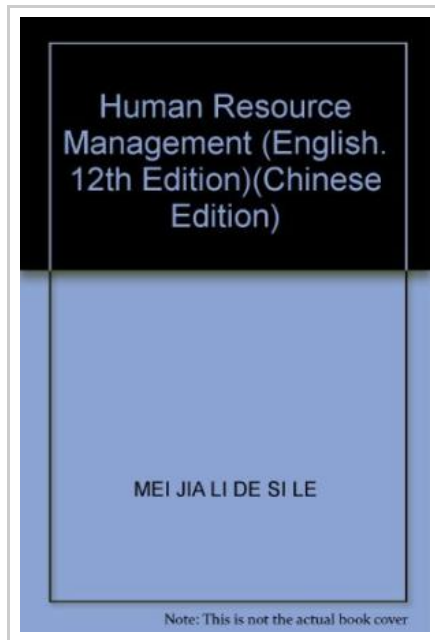 Human Resource
Management (English.
12th Edition)(Chinese
Edition)
MEI JIA LI DE SI LE
Note: This is not the actual book cover